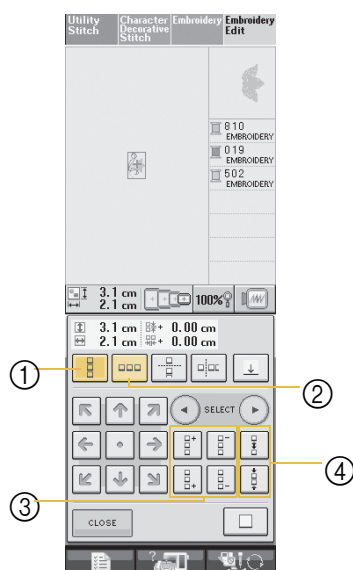 Utility Stitch
Character Decorative Stitch
Embroidery
Embroidery Edit
810
EMBROIDERY
019
EMBROIDERY
502
EMBROIDERY
3.1 cm
2.1 cm
100%
3.1 cm + 0.00 cm
2.1 cm + 0.00 cm
①
②
SELECT
③
④
CLOSE